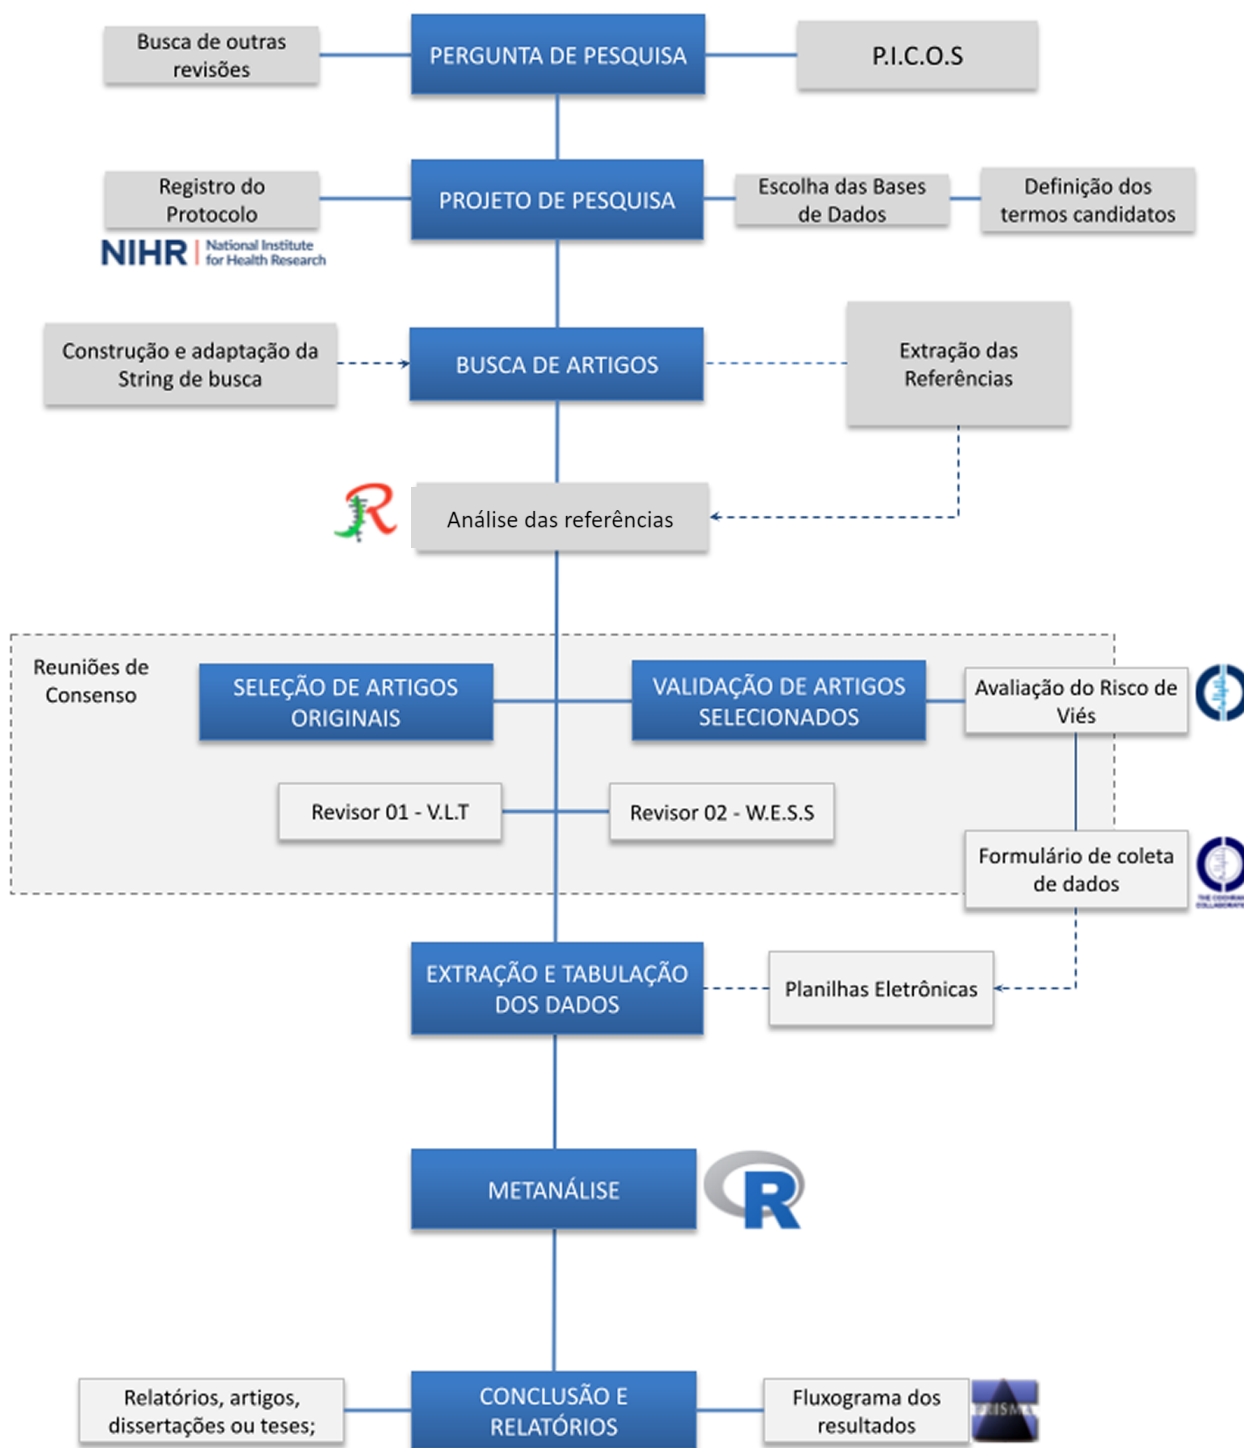 Busca de outras
revisões
PERGUNTA DE PESQUISA
P.I.C.O.S
Registro do
Protocolo
PROJETO DE PESQUISA
Escolha das Bases
de Dados
Definição dos
termos candidatos
NIHR
National Institute
for Health Research
Construção e adaptação da
String de busca
BUSCA DE ARTIGOS
Extração das
Referências
R
Análise das referências
Reuniões de
Consenso
SELEÇÃO DE ARTIGOS
ORIGINAIS
VALIDAÇÃO DE ARTIGOS
SELECIONADOS
Avaliação do Risco de
Viés
Revisor 01 - V.L.T
Revisor 02 - W.E.S.S
Formulário de coleta
de dados
THE COCHRANE
EXTRAÇÃO E TABULAÇÃO
DOS DADOS
Planilhas Eletrônicas
METANÁLISE
R
Relatórios, artigos,
dissertações ou teses;
CONCLUSÃO E
RELATÓRIOS
Fluxograma dos
resultados
PRISMA